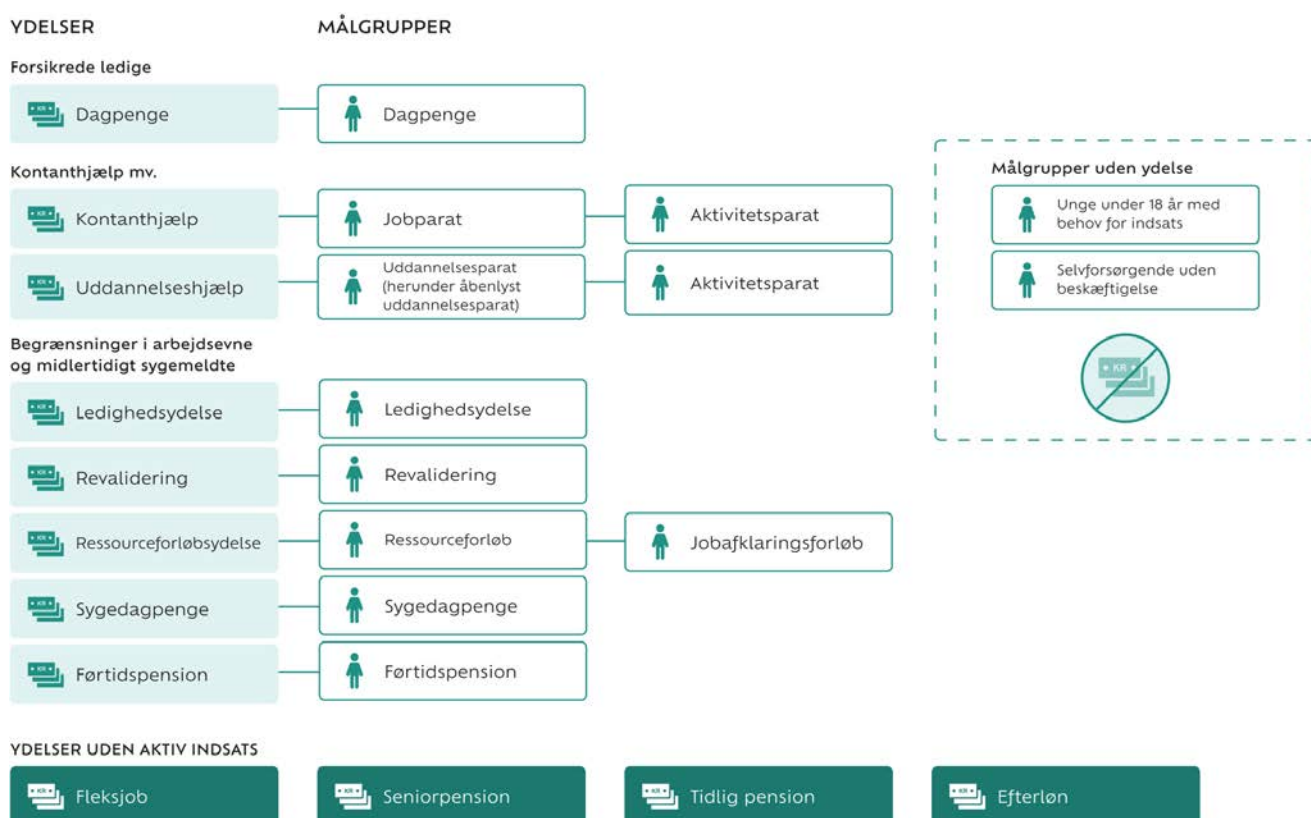 YDELSER
MÅLGRUPPER
Forsikrede ledige
Dagpenge
Dagpenge
Kontanthjælp mv.
Kontanthjælp
Jobparat
Aktivitetsparat
Uddannelseshjælp
Uddannelsesparat
(herunder åbenlyst
uddannelsesparat)
Aktivitetsparat
Begrænsninger i arbejdsevne
og midlertidigt sygemeldte
Ledighedsydelse
Ledighedsydelse
Revalidering
Revalidering
Ressourceforløbsydelse
Ressourceforløb
Jobafklaringsforløb
Sygedagpenge
Sygedagpenge
Førtidspension
Førtidspension
Målgrupper uden ydelse
Unge under 18 år med
behov for indsats
Selvforsørgende uden
beskæftigelse
KR
YDELSER UDEN AKTIV INDSATS
Fleksjob
Seniorpension
Tidlig pension
Efterløn